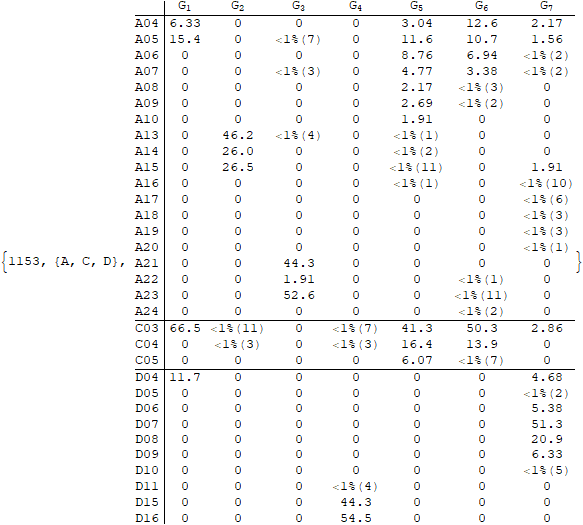 G1 G2 G3 G4 G5 G6 G7
A04 6.33 0 0 0 3.04 12.6 2.17
A05 15.4 0 <1%(7) 0 11.6 10.7 1.56
A06 0 0 0 0 8.76 6.94 <1%(2)
A07 0 0 <1%(3) 0 4.77 3.38 <1%(2)
A08 0 0 0 0 2.17 <1%(3) 0
A09 0 0 0 0 2.69 <1%(2) 0
A10 0 0 0 0 1.91 0 0
A13 0 46.2 <1%(4) 0 <1%(1) 0 0
A14 0 26.0 0 0 <1%(2) 0 0
A15 0 26.5 0 0 <1%(11) 0 1.91
A16 0 0 0 0 <1%(1) 0 <1%(10)
A17 0 0 0 0 0 0 <1%(6)
A18 0 0 0 0 0 0 <1%(3)
A19 0 0 0 0 0 0 <1%(3)
A20 0 0 0 0 0 0 <1%(1)
{1153, {A, C, D}, A21 0 0 44.3 0 0 0 0 }
A22 0 0 1.91 0 0 <1%(1) 0
A23 0 0 52.6 0 0 <1%(11) 0
A24 0 0 0 0 0 <1%(2) 0
C03 66.5 <1%(11) 0 <1%(7) 41.3 50.3 2.86
C04 0 <1%(3) 0 <1%(3) 16.4 13.9 0
C05 0 0 0 0 6.07 <1%(7) 0
D04 11.7 0 0 0 0 0 4.68
D05 0 0 0 0 0 0 <1%(2)
D06 0 0 0 0 0 0 5.38
D07 0 0 0 0 0 0 51.3
D08 0 0 0 0 0 0 20.9
D09 0 0 0 0 0 0 6.33
D10 0 0 0 0 0 0 <1%(5)
D11 0 0 0 <1%(4) 0 0 0
D15 0 0 0 44.3 0 0 0
D16 0 0 0 54.5 0 0 0